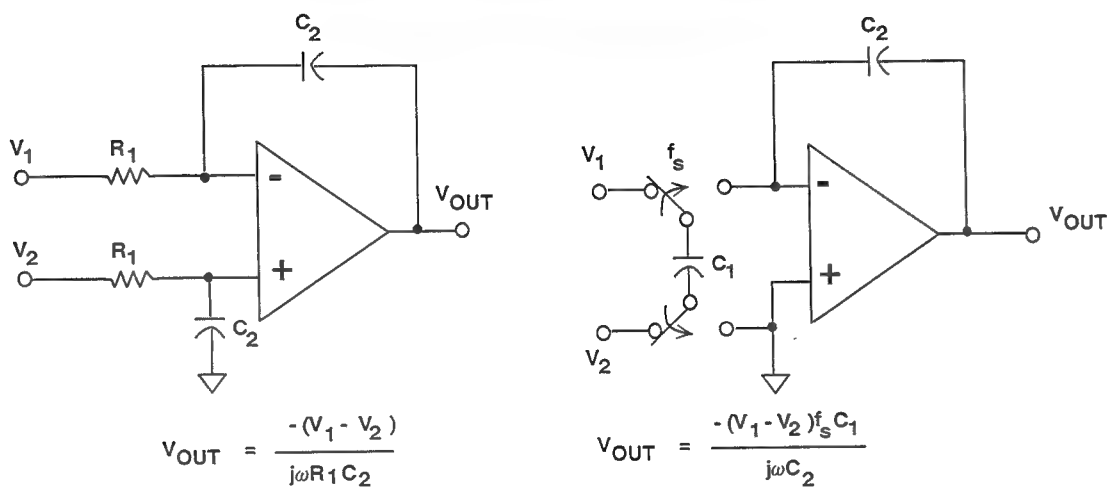 C2
V1
R1
-
VOUT
V2
R1
+
C2
VOUT = -(V1 - V2) / jωR1C2
C2
V1
fs
-
VOUT
C1
+
V2
VOUT = -(V1 - V2)fsC1 / jωC2